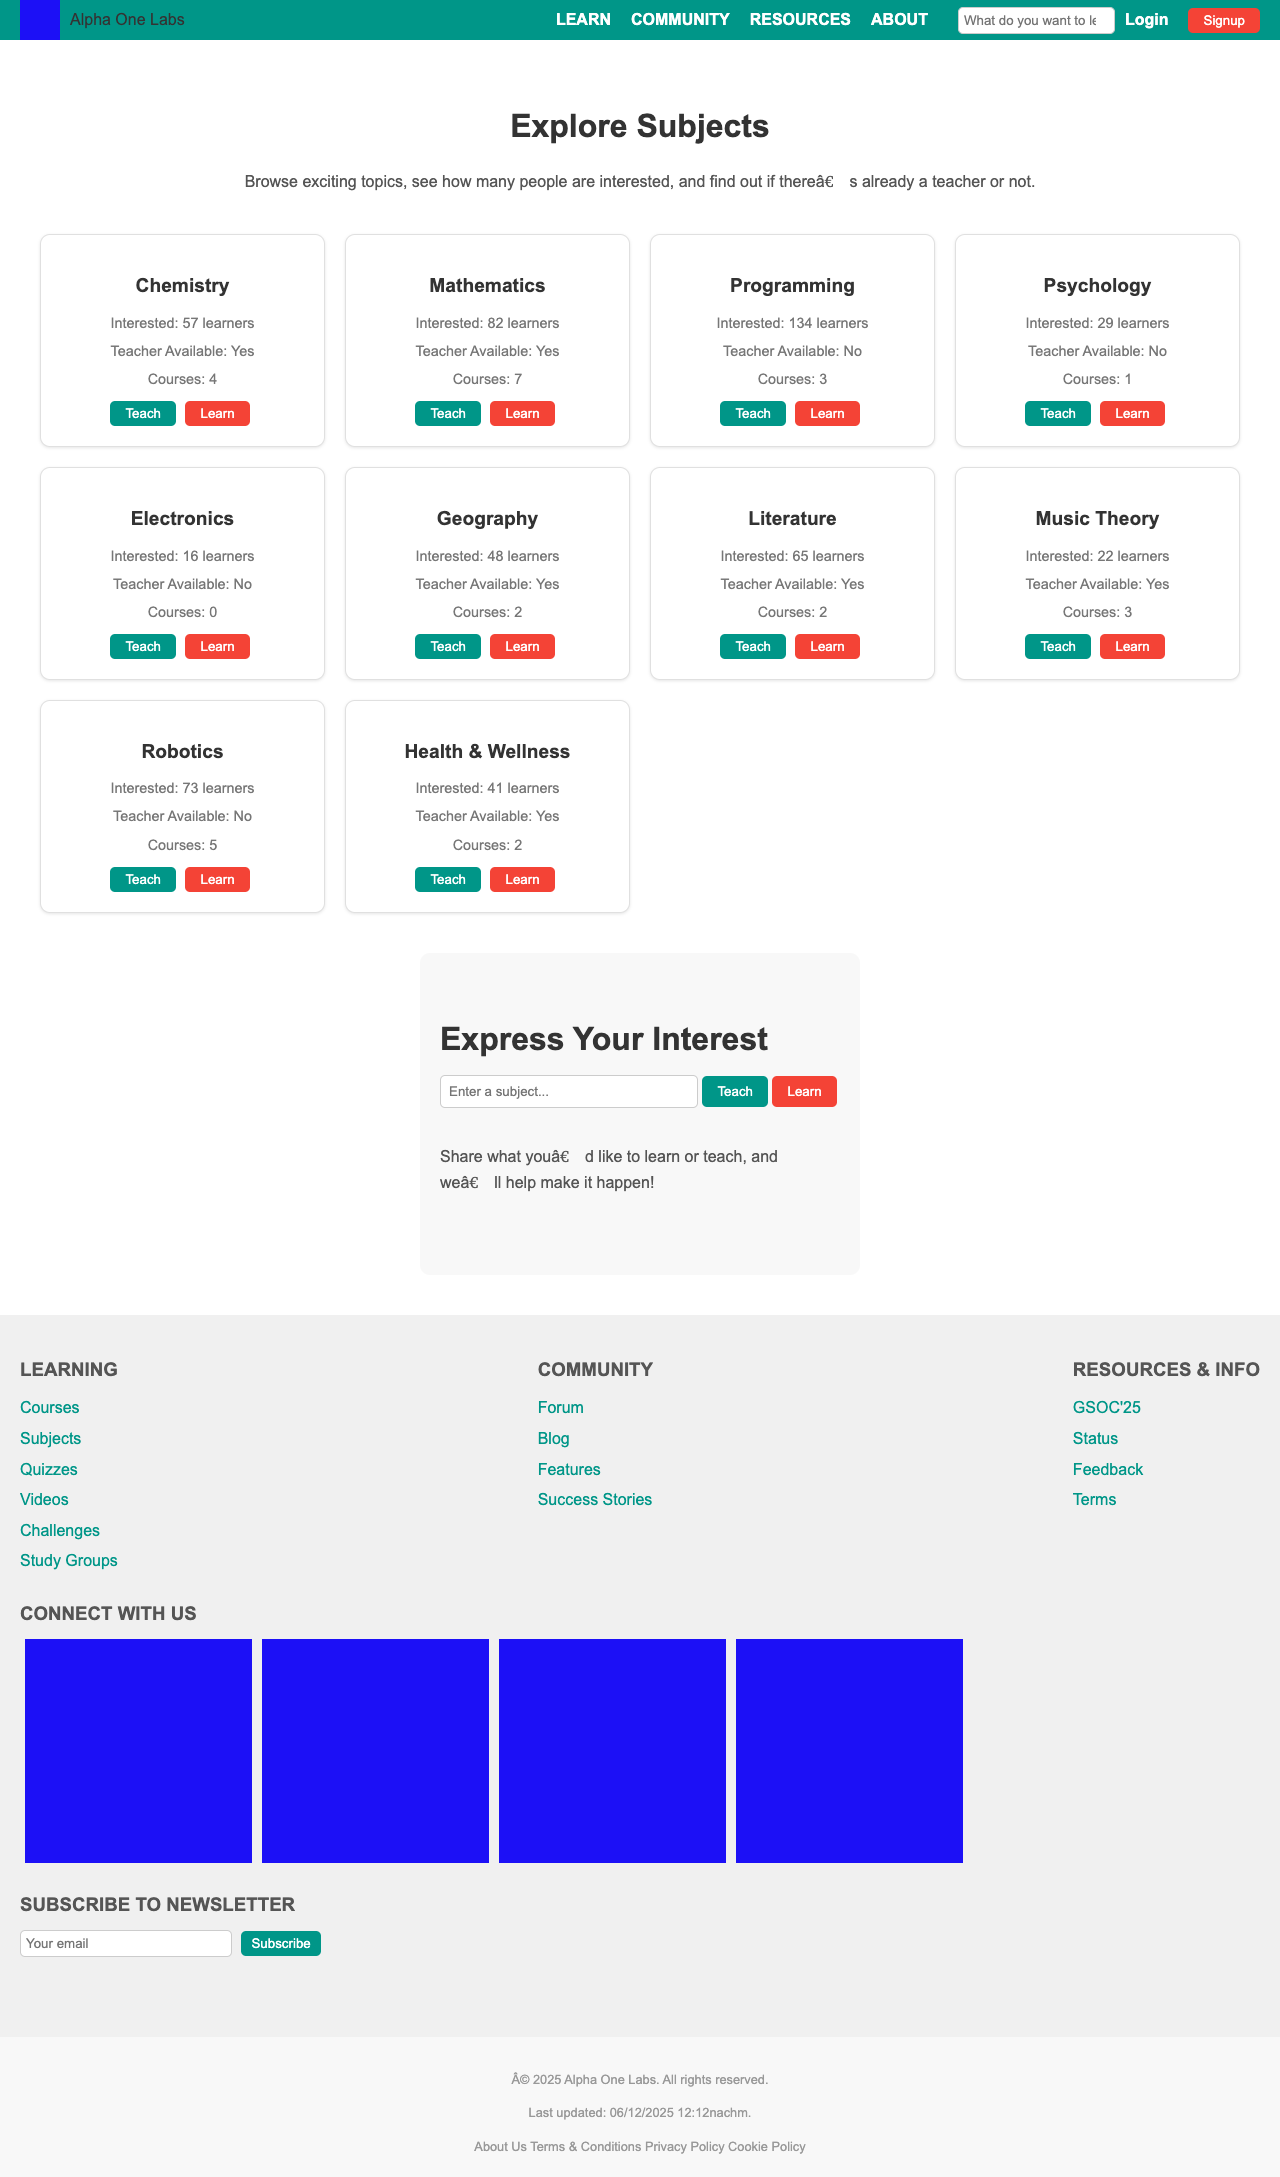 Alpha One Labs LEARN COMMUNITY RESOURCES ABOUT What do you want to le Login Signup
Explore Subjects
Browse exciting topics, see how many people are interested, and find out if thereâ€ s already a teacher or not.
Chemistry Mathematics Programming Psychology
Interested: 57 learners Interested: 82 learners Interested: 134 learners Interested: 29 learners
Teacher Available: Yes Teacher Available: Yes Teacher Available: No Teacher Available: No
Courses: 4 Courses: 7 Courses: 3 Courses: 1
Teach Learn Teach Learn Teach Learn Teach Learn
Electronics Geography Literature Music Theory
Interested: 16 learners Interested: 48 learners Interested: 65 learners Interested: 22 learners
Teacher Available: No Teacher Available: Yes Teacher Available: Yes Teacher Available: Yes
Courses: 0 Courses: 2 Courses: 2 Courses: 3
Teach Learn Teach Learn Teach Learn Teach Learn
Robotics Health & Wellness
Interested: 73 learners Interested: 41 learners
Teacher Available: No Teacher Available: Yes
Courses: 5 Courses: 2
Teach Learn Teach Learn
Express Your Interest
Enter a subject... Teach Learn
Share what youâ€ d like to learn or teach, and
weâ€ ll help make it happen!
LEARNING COMMUNITY RESOURCES & INFO
Courses Forum GSOC'25
Subjects Blog Status
Quizzes Features Feedback
Videos Success Stories Terms
Challenges
Study Groups
CONNECT WITH US
SUBSCRIBE TO NEWSLETTER
Your email Subscribe
Â© 2025 Alpha One Labs. All rights reserved.
Last updated: 06/12/2025 12:12nachm.
About Us Terms & Conditions Privacy Policy Cookie Policy